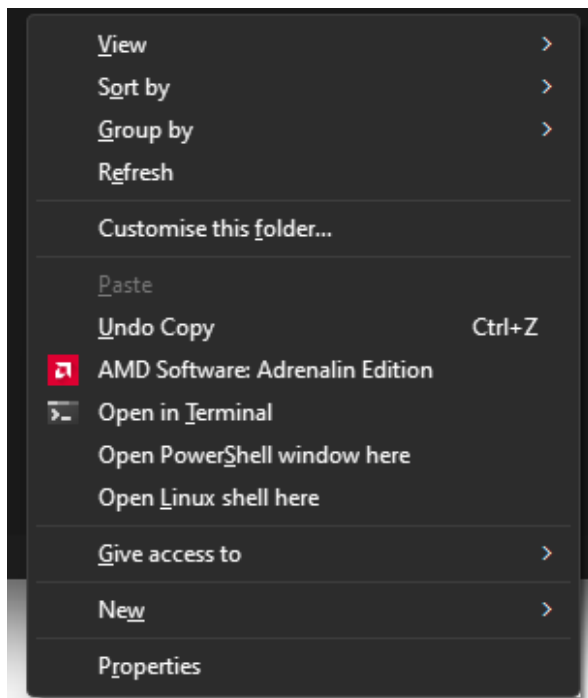 View
Sort by
Group by
Refresh
Customise this folder...
Paste
Undo Copy Ctrl+Z
AMD Software: Adrenalin Edition
Open in Terminal
Open PowerShell window here
Open Linux shell here
Give access to
New
Properties